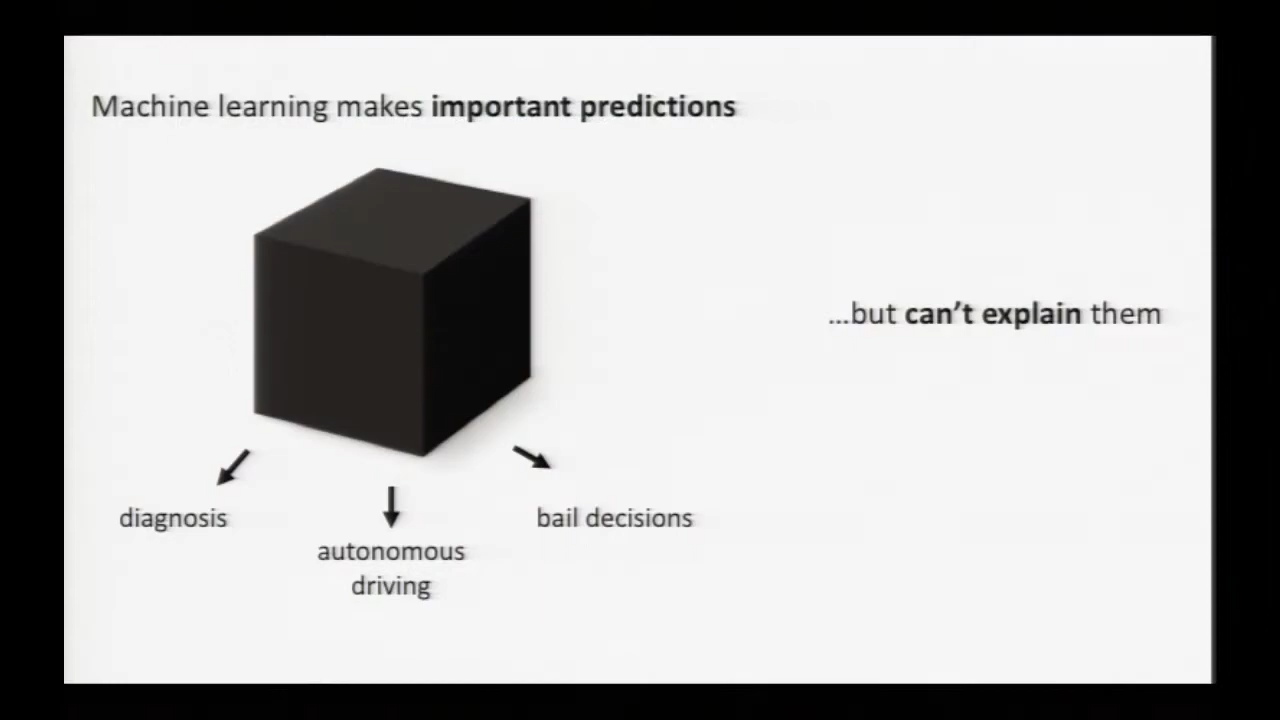 Machine learning makes important predictions
…but can’t explain them
diagnosis
autonomous
driving
bail decisions